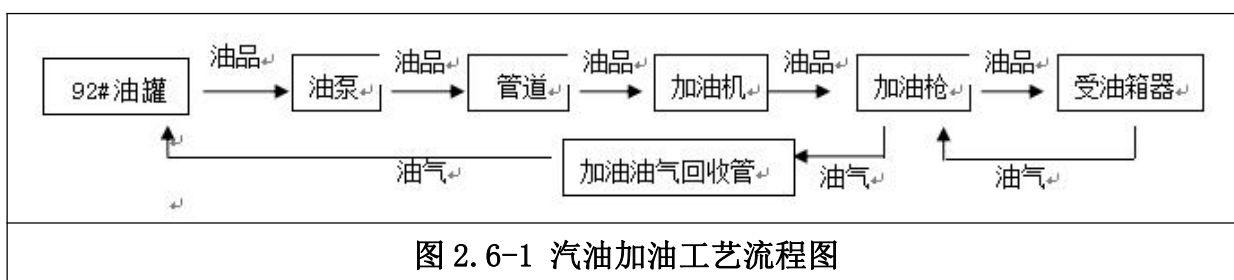 油品 油品 油品 油品 油品
92#油罐 油泵 管道 加油机 加油枪 受油箱器
油气 加油油气回收管 油气 油气
图 2.6-1 汽油加油工艺流程图